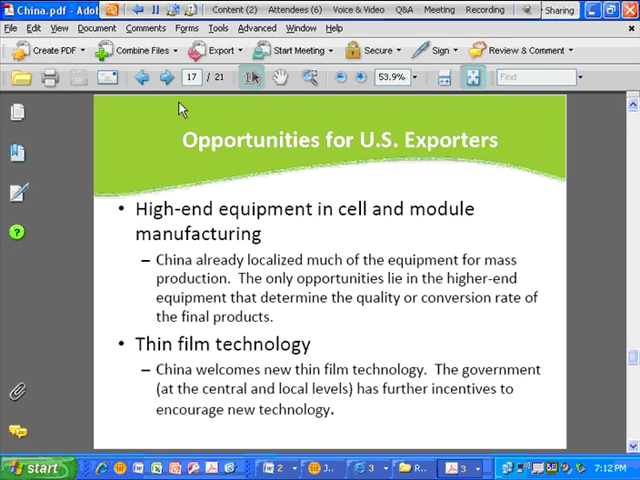 China.pdf - Adob
Content (2) Attendees (6) Voice & Video Q&A Meeting Recording Sharing
File Edit View Document Comments Forms Tools Advanced Window Help
Create PDF Combine Files Export Start Meeting Secure Sign Review & Comment
17 / 21 53.9% Find
Opportunities for U.S. Exporters
• High-end equipment in cell and module
manufacturing
– China already localized much of the equipment for mass
production. The only opportunities lie in the higher-end
equipment that determine the quality or conversion rate of
the final products.
• Thin film technology
– China welcomes new thin film technology. The government
(at the central and local levels) has further incentives to
encourage new technology.
start 2 J... 3 R... 3 7:12 PM